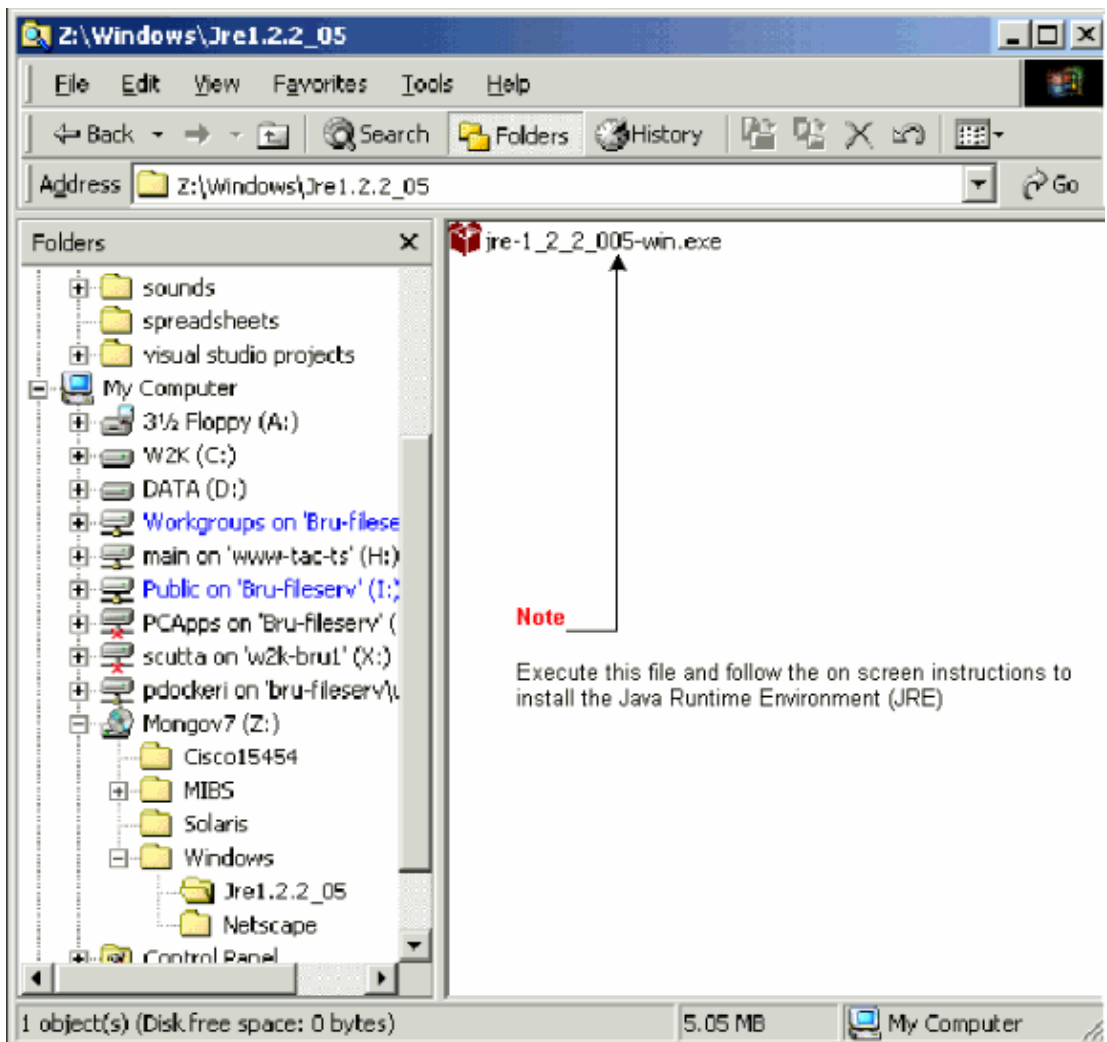 Z:\Windows\Jre1.2.2_05
File Edit View Favorites Tools Help
Back Search Folders History
Address Z:\Windows\Jre1.2.2_05 Go
Folders
sounds
spreadsheets
visual studio projects
My Computer
3½ Floppy (A:)
W2K (C:)
DATA (D:)
Workgroups on 'Bru-filese
main on 'www-tac-ts' (H:)
Public on 'Bru-fileserv' (I:)
PCApps on 'Bru-fileserv' (
scutta on 'w2k-bru1' (X:)
pdockeri on 'bru-fileserv\u
Mongov7 (Z:)
Cisco15454
MIBS
Solaris
Windows
Jre1.2.2_05
Netscape
Control Panel
jre-1_2_2_005-win.exe
Note
Execute this file and follow the on screen instructions to
install the Java Runtime Environment (JRE)
1 object(s) (Disk free space: 0 bytes) 5.05 MB My Computer